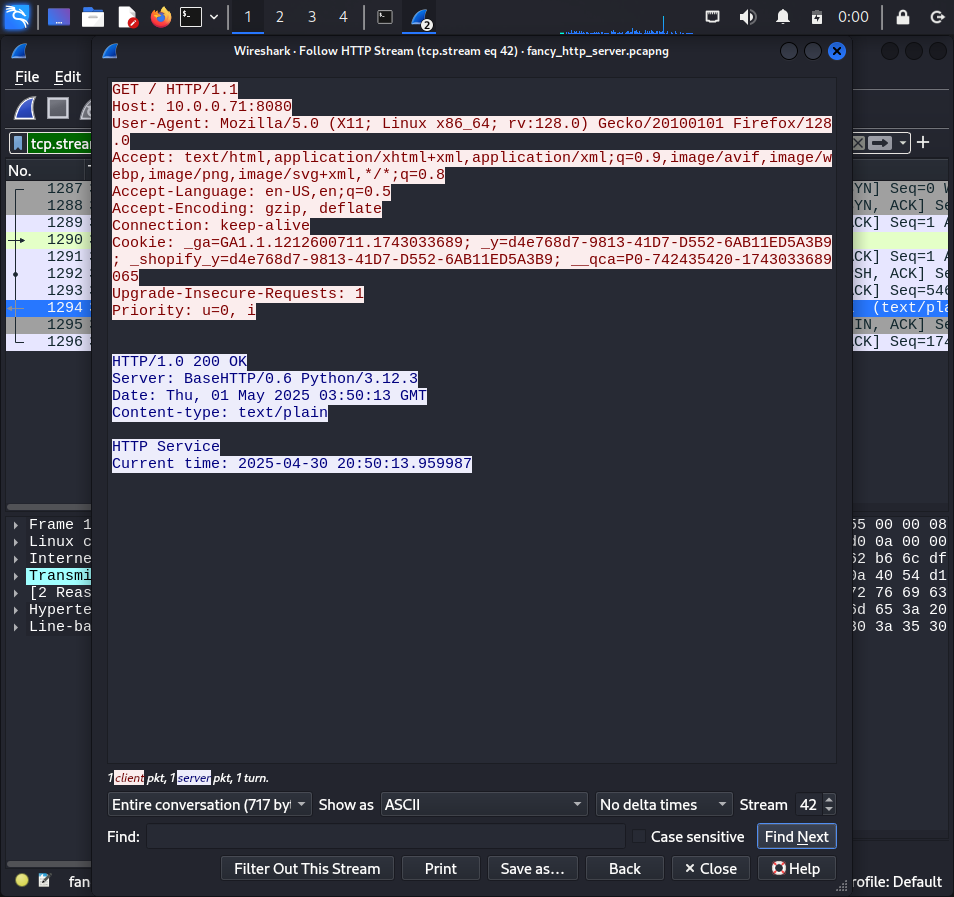 1 2 3 4 2 0:00
Wireshark · Follow HTTP Stream (tcp.stream eq 42) · fancy_http_server.pcapng
File Edit
tcp.strea
No.
GET / HTTP/1.1
Host: 10.0.0.71:8080
User-Agent: Mozilla/5.0 (X11; Linux x86_64; rv:128.0) Gecko/20100101 Firefox/128
.0
Accept: text/html,application/xhtml+xml,application/xml;q=0.9,image/avif,image/w
ebp,image/png,image/svg+xml,*/*;q=0.8
Accept-Language: en-US,en;q=0.5
Accept-Encoding: gzip, deflate
Connection: keep-alive
Cookie: _ga=GA1.1.1212600711.1743033689; _y=d4e768d7-9813-41D7-D552-6AB11ED5A3B9
; _shopify_y=d4e768d7-9813-41D7-D552-6AB11ED5A3B9; __qca=P0-742435420-1743033689
065
Upgrade-Insecure-Requests: 1
Priority: u=0, i
HTTP/1.0 200 OK
Server: BaseHTTP/0.6 Python/3.12.3
Date: Thu, 01 May 2025 03:50:13 GMT
Content-type: text/plain
HTTP Service
Current time: 2025-04-30 20:50:13.959987
1287 YN] Seq=0 W
1288 YN, ACK] Se
1289 CK] Seq=1 A
1290
1291 CK] Seq=1 A
1292 SH, ACK] Se
1293 CK] Seq=546
1294 (text/pla
1295 IN, ACK] Se
1296 CK] Seq=174
Frame 1 55 00 00 08
Linux c d0 0a 00 00
Interne 62 b6 6c df
Transmi 0a 40 54 d1
[2 Reas 72 76 69 63
Hyperte 6d 65 3a 20
Line-ba 30 3a 35 30
1 client pkt, 1 server pkt, 1 turn.
Entire conversation (717 byt Show as ASCII No delta times Stream 42
Find: Case sensitive Find Next
Filter Out This Stream Print Save as… Back Close Help
fan rofile: Default